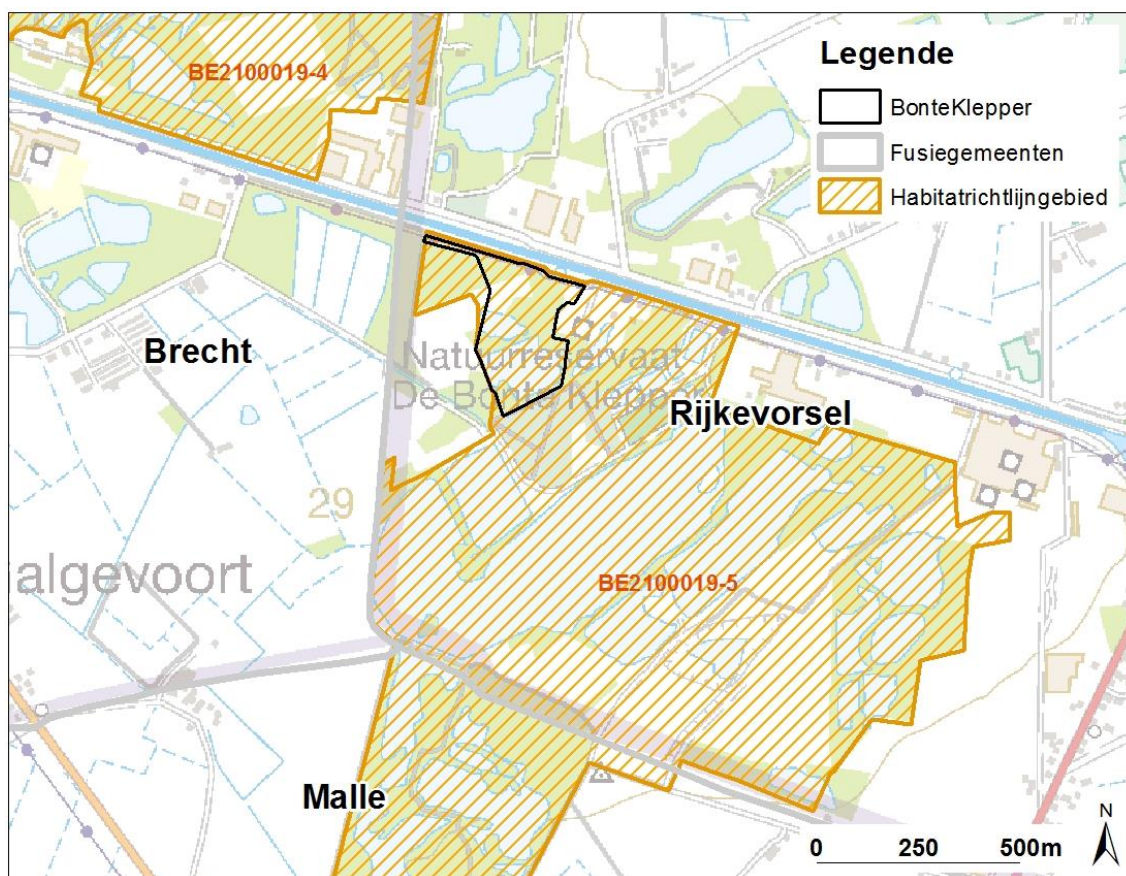 BE2100019-4
Legende
BonteKlepper
Fusiegemeenten
Habitatrichtlijngebied
Brecht
Natuurreservaat
De Bonte Klepper
Rijkevorsel
29
algevoort
BE2100019-5
Malle
N
0 250 500m